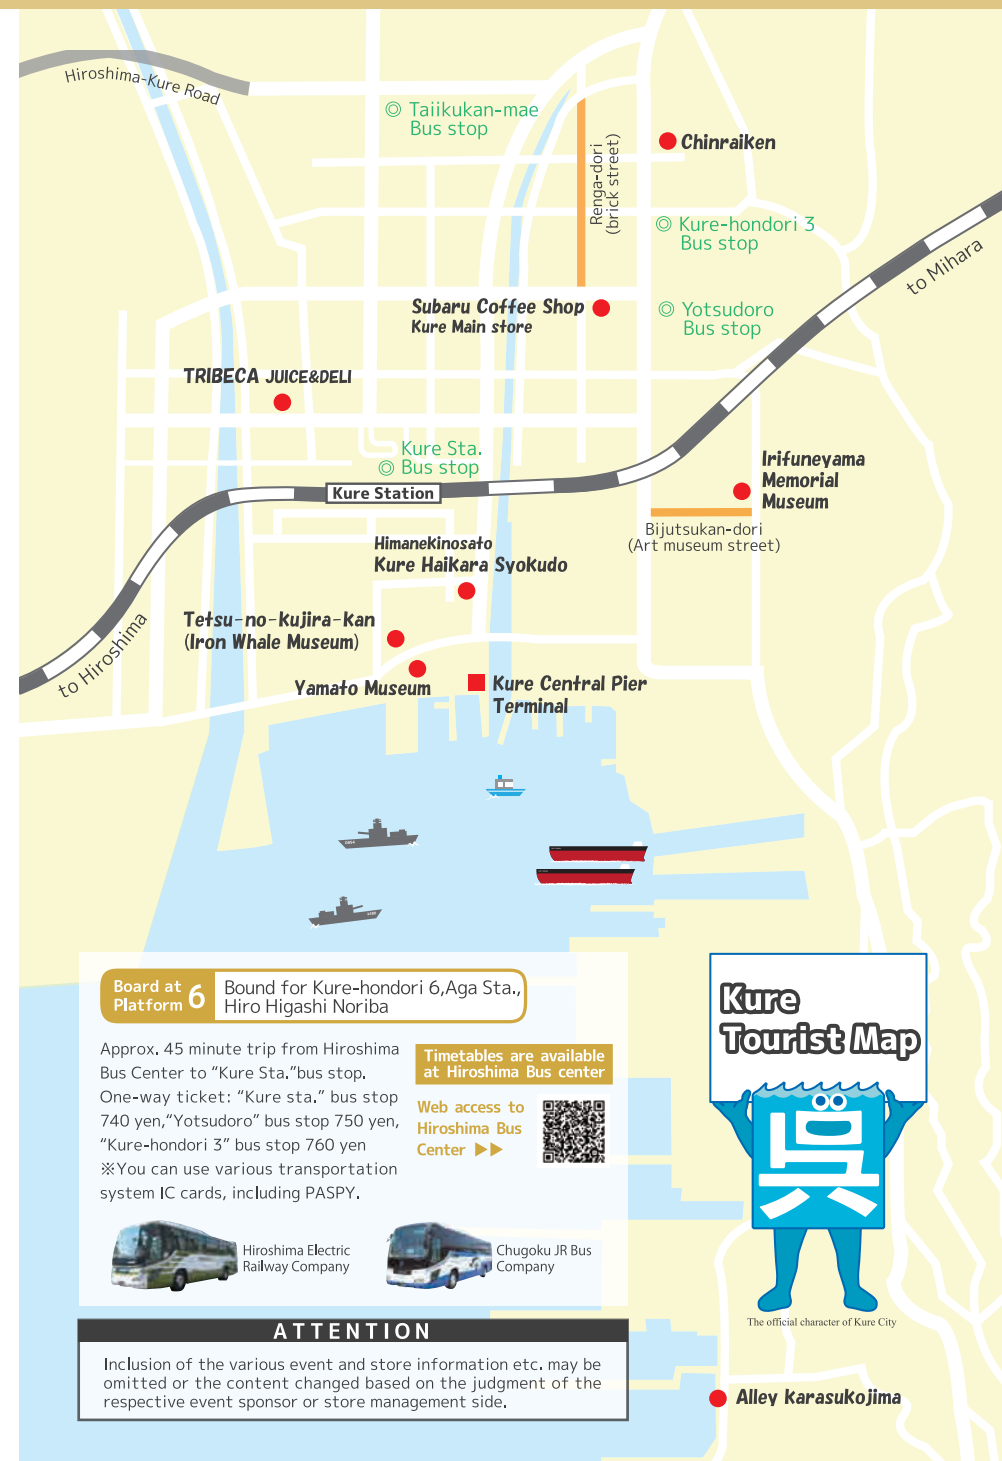 Hiroshima-Kure Road
◎ Taiikukan-mae
Bus stop
Renga-dori
(brick street)
Chinraiken
◎ Kure-hondori 3
Bus stop
to Mihara
Subaru Coffee Shop
Kure Main store
◎ Yotsudoro
Bus stop
TRIBECA JUICE&DELI
Kure Sta.
◎ Bus stop
Kure Station
Irifuneyama
Memorial
Museum
Bijutsukan-dori
(Art museum street)
Himanekinosato
Kure Haikara Syokudo
Tetsu-no-kujira-kan
(Iron Whale Museum)
to Hiroshima
Yamato Museum
Kure Central Pier
Terminal
Board at
Platform 6
Bound for Kure-hondori 6,Aga Sta.,
Hiro Higashi Noriba
Approx. 45 minute trip from Hiroshima
Bus Center to “Kure Sta.”bus stop.
One-way ticket: “Kure sta.” bus stop
740 yen,“Yotsudoro” bus stop 750 yen,
“Kure-hondori 3” bus stop 760 yen
※You can use various transportation
system IC cards, including PASPY.
Timetables are available
at Hiroshima Bus center
Web access to
Hiroshima Bus
Center ▶▶
Hiroshima Electric
Railway Company
Chugoku JR Bus
Company
Kure
Tourist Map
呉
The official character of Kure City
ATTENTION
Inclusion of the various event and store information etc. may be
omitted or the content changed based on the judgment of the
respective event sponsor or store management side.
Alley Karasukojima